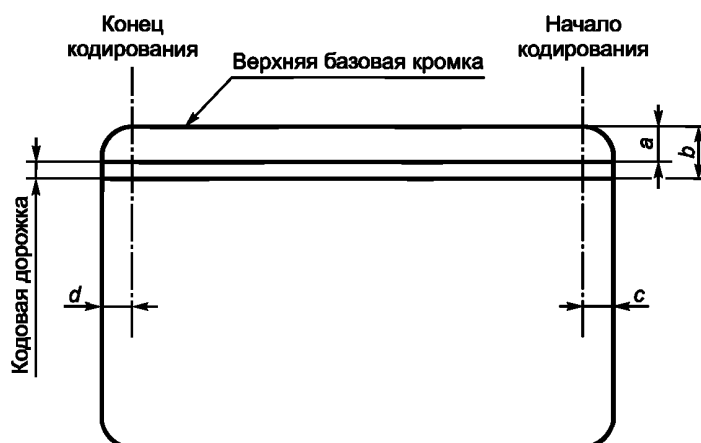 Конец
кодирования
Начало
кодирования
Верхняя базовая кромка
a
b
Кодовая дорожка
d
c